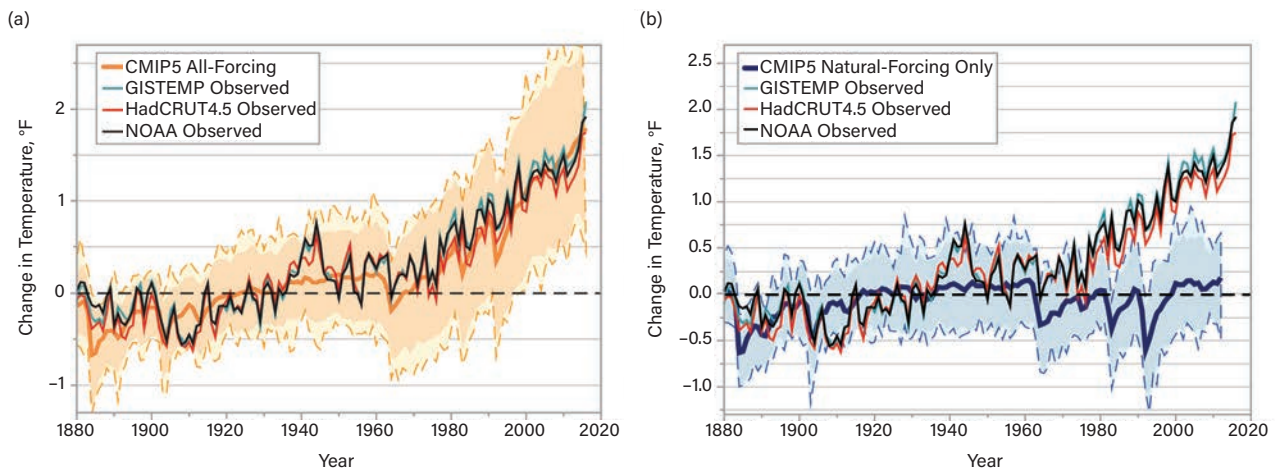 (a)
CMIP5 All-Forcing
GISTEMP Observed
HadCRUT4.5 Observed
NOAA Observed
Change in Temperature, °F
2
1
0
−1
1880 1900 1920 1940 1960 1980 2000 2020
Year
(b)
CMIP5 Natural-Forcing Only
GISTEMP Observed
HadCRUT4.5 Observed
NOAA Observed
Change in Temperature, °F
2.5
2.0
1.5
1.0
0.5
0.0
−0.5
−1.0
1880 1900 1920 1940 1960 1980 2000 2020
Year